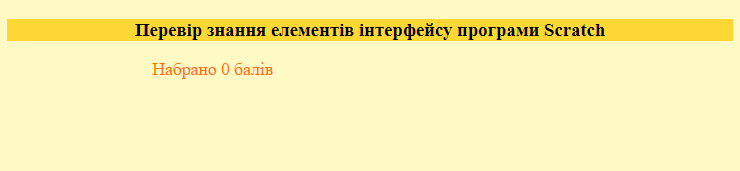 Перевір знання елементів інтерфейсу програми Scratch
Набрано 0 балів